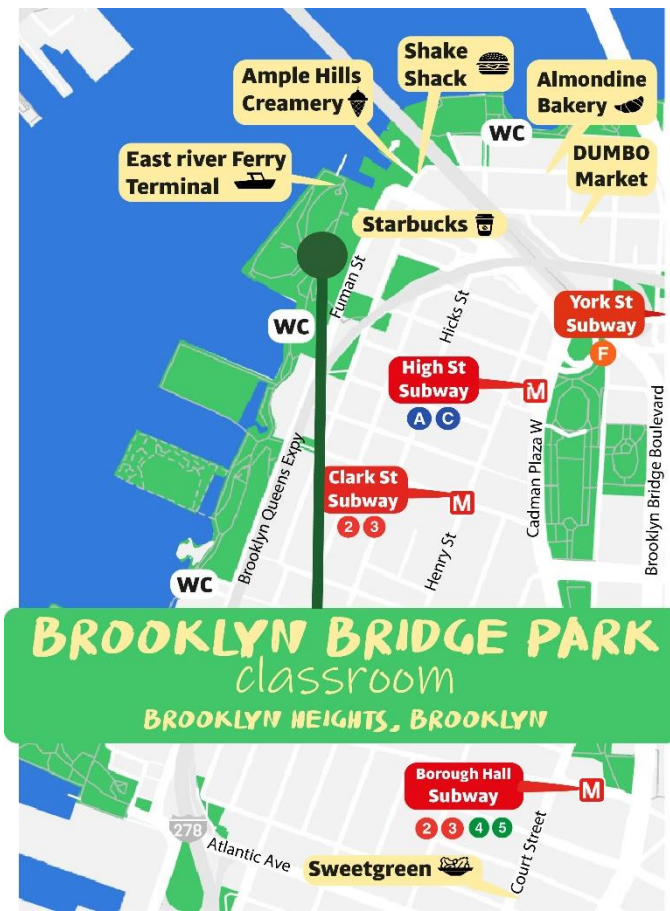 Shake
Shack
Ample Hills
Creamery
Almondine
Bakery
WC
East river Ferry
Terminal
DUMBO
Market
Starbucks
Fuman St
York St
Subway
F
WC
Hicks St
High St
Subway
M
A C
Cadman Plaza W
Brooklyn Bridge Boulevard
Brooklyn Queens Expy
Clark St
Subway
M
2 3
Henry St
WC
BROOKLYN BRIDGE PARK
classroom
BROOKLYN HEIGHTS, BROOKLYN
Borough Hall
Subway
M
2 3 4 5
278
Atlantic Ave
Court Street
Sweetgreen